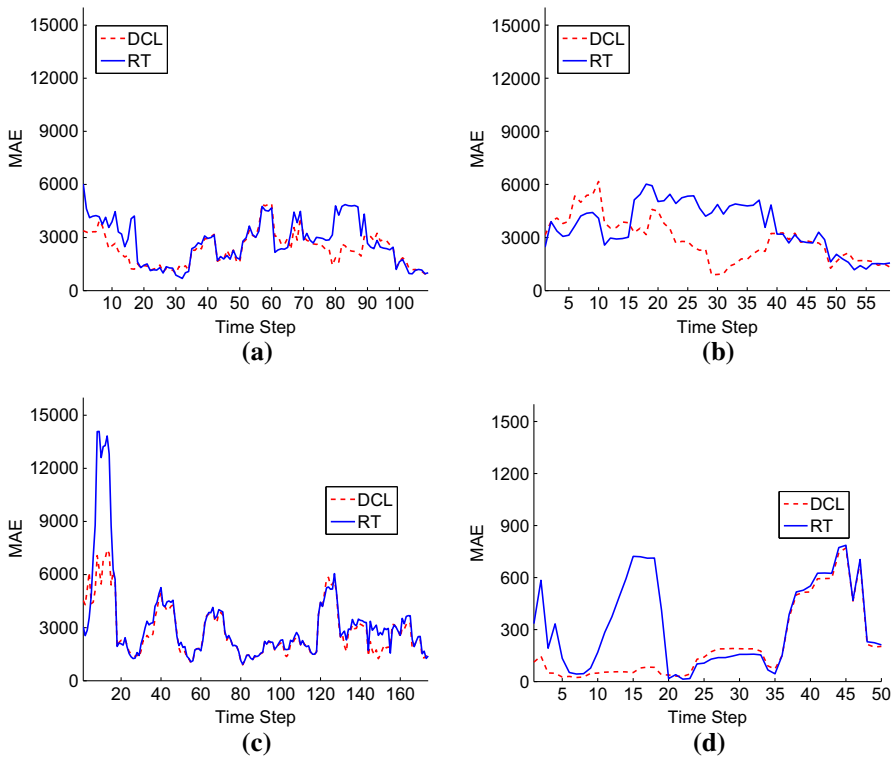 15000
12000
9000
6000
3000
0
MAE
DCL
RT
10 20 30 40 50 60 70 80 90 100
Time Step
(a)
15000
12000
9000
6000
3000
0
MAE
DCL
RT
5 10 15 20 25 30 35 40 45 50 55
Time Step
(b)
15000
12000
9000
6000
3000
0
MAE
DCL
RT
20 40 60 80 100 120 140 160
Time Step
(c)
1500
1200
900
600
300
0
MAE
DCL
RT
5 10 15 20 25 30 35 40 45 50
Time Step
(d)